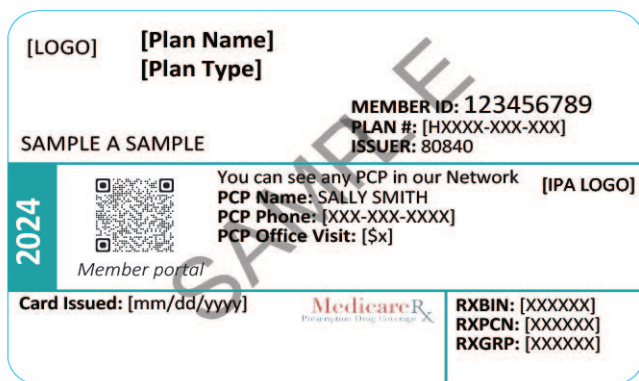 [LOGO]
[Plan Name]
[Plan Type]
MEMBER ID: 123456789
PLAN #: [HXXXX-XXX-XXX]
ISSUER: 80840
SAMPLE A SAMPLE
2024
Member portal
You can see any PCP in our Network
PCP Name: SALLY SMITH
PCP Phone: [XXX-XXX-XXXX]
PCP Office Visit: [$x]
[IPA LOGO]
Card Issued: [mm/dd/yyyy]
MedicareRx
Prescription Drug Coverage
RXBIN: [XXXXXX]
RXPCN: [XXXXXX]
RXGRP: [XXXXXX]
SAMPLE